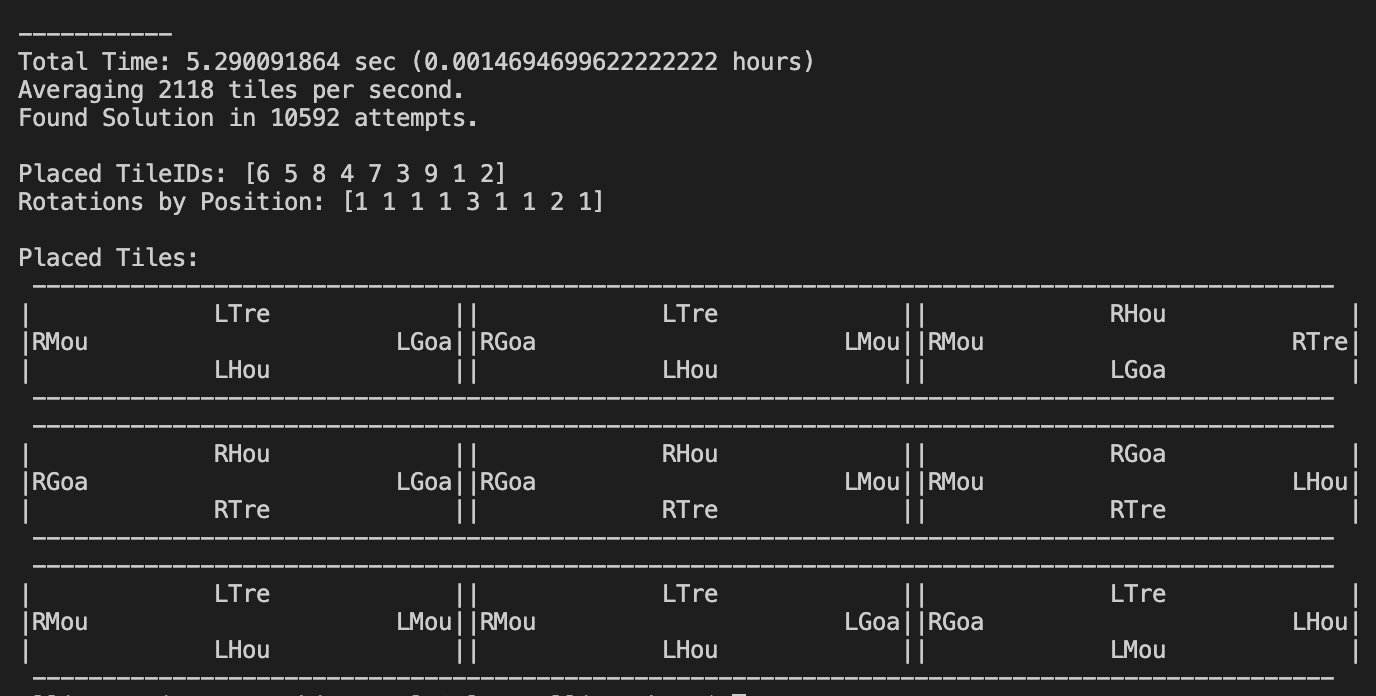 -----------
Total Time: 5.290091864 sec (0.0014694699622222222 hours)
Averaging 2118 tiles per second.
Found Solution in 10592 attempts.
Placed TileIDs: [6 5 8 4 7 3 9 1 2]
Rotations by Position: [1 1 1 1 3 1 1 2 1]
Placed Tiles:
---------------------------------------------------------------------------------------------
|             LTre             ||             LTre             ||             RHou             |
|RMou                      LGoa||RGoa                      LMou||RMou                      RTre|
|             LHou             ||             LHou             ||             LGoa             |
---------------------------------------------------------------------------------------------
---------------------------------------------------------------------------------------------
|             RHou             ||             RHou             ||             RGoa             |
|RGoa                      LGoa||RGoa                      LMou||RMou                      LHou|
|             RTre             ||             RTre             ||             RTre             |
---------------------------------------------------------------------------------------------
---------------------------------------------------------------------------------------------
|             LTre             ||             LTre             ||             LTre             |
|RMou                      LMou||RMou                      LGoa||RGoa                      LHou|
|             LHou             ||             LHou             ||             LMou             |
---------------------------------------------------------------------------------------------